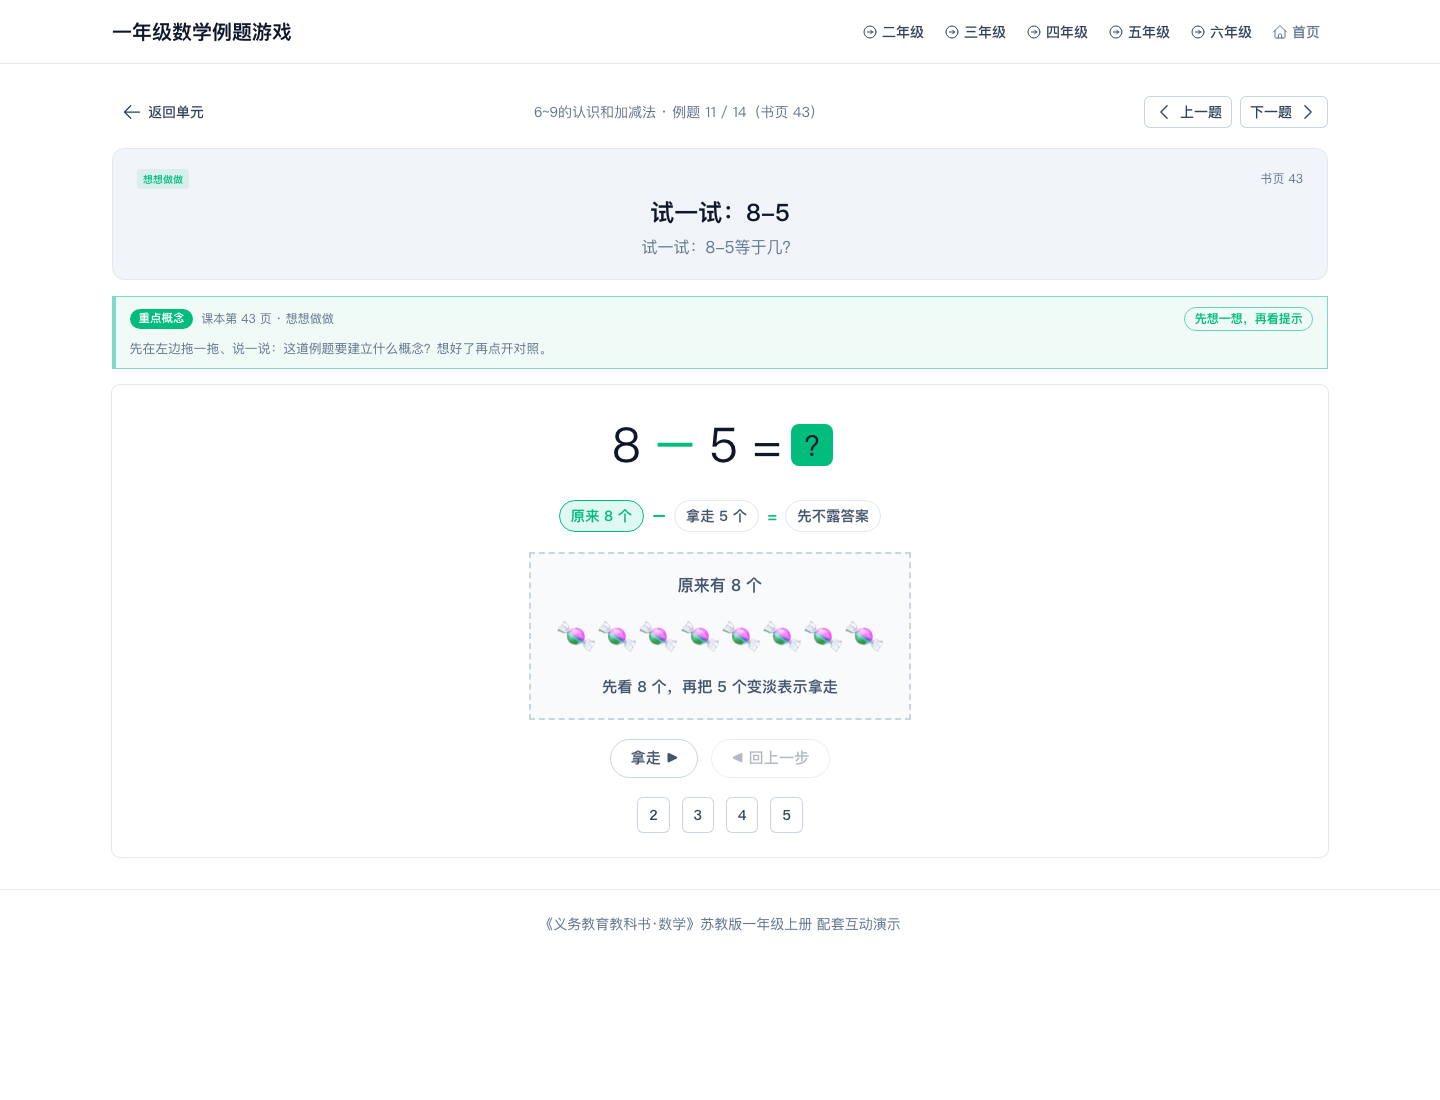 一年级数学例题游戏
二年级 三年级 四年级 五年级 六年级 首页
返回单元
6~9的认识和加减法 · 例题 11 / 14（书页 43）
上一题 下一题
想想做做
书页 43
试一试：8−5
试一试：8−5等于几？
重点概念 课本第 43 页 · 想想做做
先想一想，再看提示
先在左边拖一拖、说一说：这道例题要建立什么概念？想好了再点开对照。
8 − 5 = ?
原来 8 个 − 拿走 5 个 = 先不露答案
原来有 8 个
先看 8 个，再把 5 个变淡表示拿走
拿走 ▶ ◀ 回上一步
2 3 4 5
《义务教育教科书·数学》苏教版一年级上册 配套互动演示